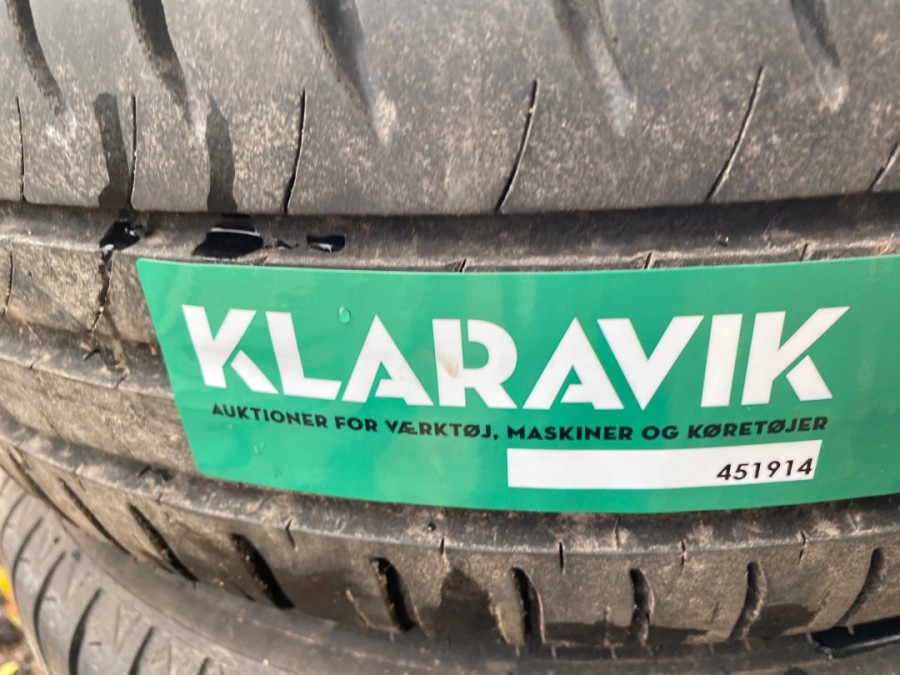 KLARAVIK
AUKTIONER FOR VÆRKTØJ, MASKINER OG KØRETØJER
451914